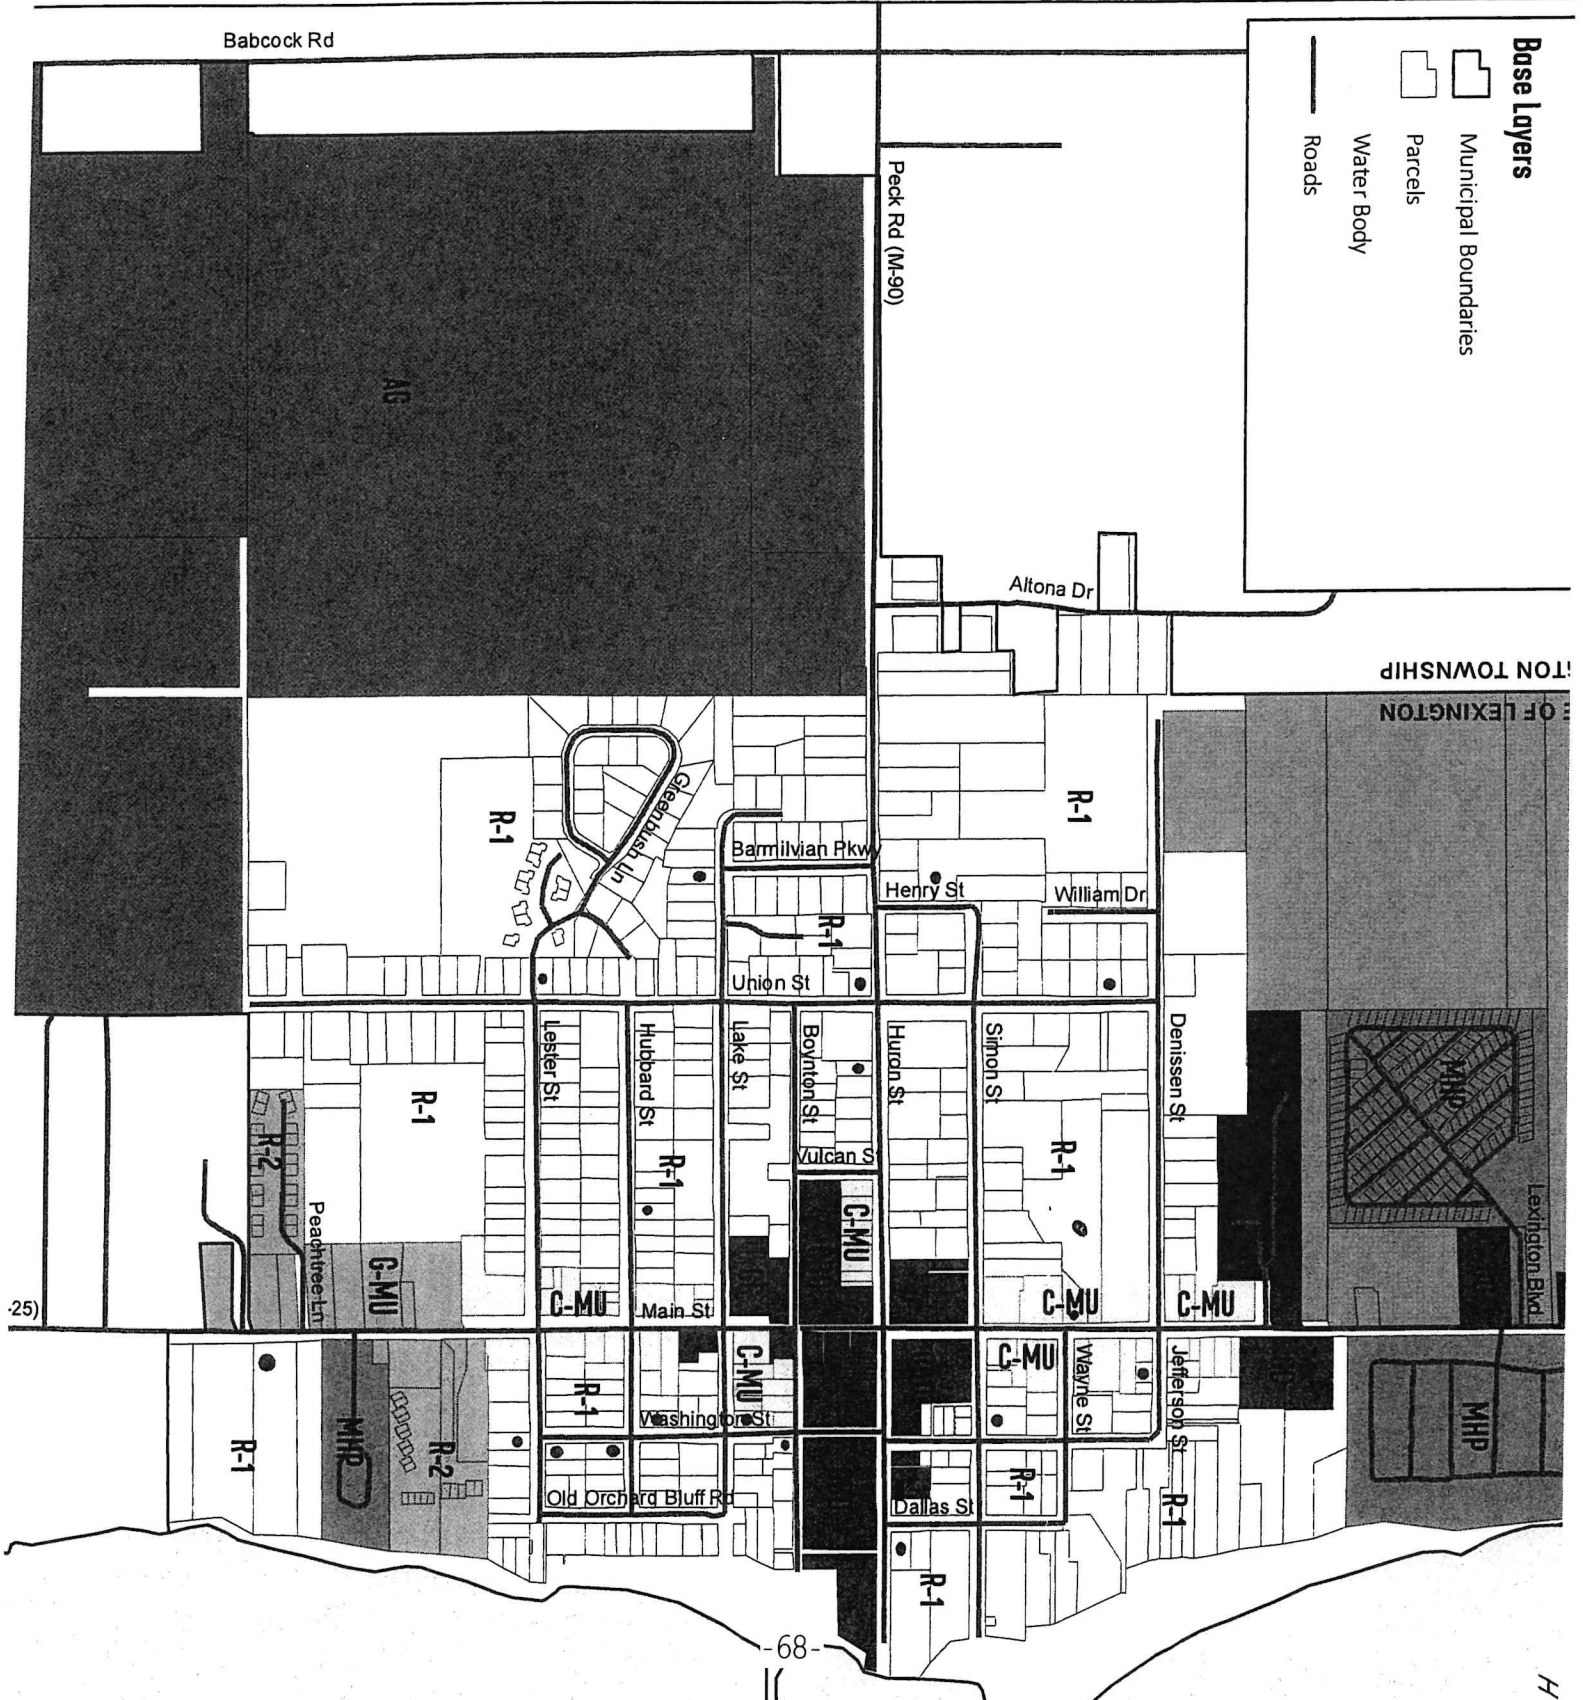 Babcock Rd
Base Layers
Municipal Boundaries
Parcels
Water Body
Roads
Peck Rd (M-90)
AG
Altona Dr
TON TOWNSHIP
E OF LEXINGTON
R-1
Greenbush Ln
R-1
Barmilvian Pkwy
Henry St
William Dr
R-1
Union St
Lester St
Hubbard St
Lake St
Boynton St
Huron St
Simon St
Denissen St
MHP
R-1
R-2
R-1
Vulcan St
R-1
C-MU
Lexington Blvd
Peachtree Ln
G-MU
C-MU
Main St
C-MU
C-MU
-25)
R-1
C-MU
C-MU
Wayne St
Jefferson St
Washington St
R-1
MHP
R-2
MHP
Old Orchard Bluff Rd
Dallas St
R-1
R-1
R-1
-68-
H